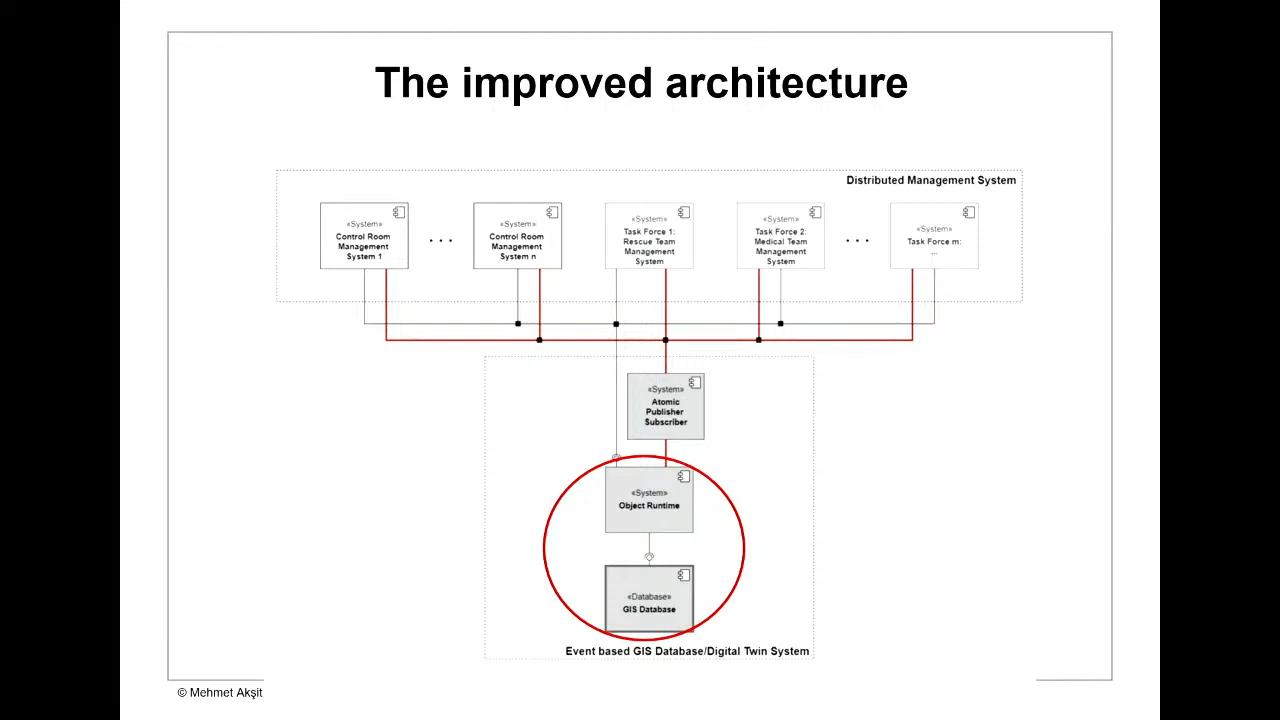 The improved architecture
Distributed Management System
«System»
Control Room
Management
System 1
• • •
«System»
Control Room
Management
System n
«System»
Task Force 1:
Rescue Team
Management
System
«System»
Task Force 2:
Medical Team
Management
System
• • •
«System»
Task Force m:
...
«System»
Atomic
Publisher
Subscriber
«System»
Object Runtime
«Database»
GIS Database
Event based GIS Database/Digital Twin System
© Mehmet Akşit